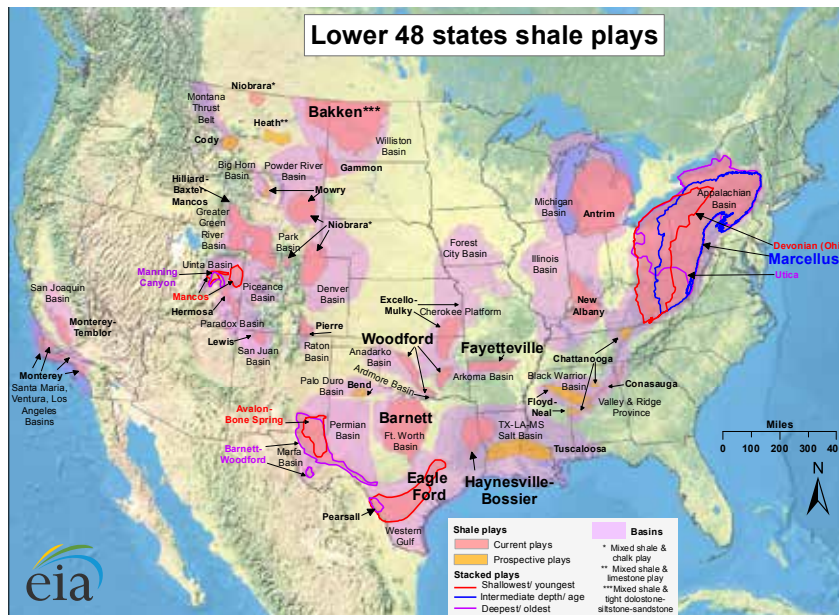 Lower 48 states shale plays
Niobrara*
Montana
Thrust
Belt
Bakken***
Heath**
Cody
Williston
Basin
Big Horn
Basin
Powder River
Basin
Gammon
Hilliard-
Baxter
Mancos
Mowry
Greater
Green
River
Basin
Niobrara*
Park
Basin
Michigan
Basin
Antrim
Appalachian
Basin
Devonian (Ohi
Marcellus
Utica
Forest
City Basin
Illinois
Basin
Uinta Basin
Manning
Canyon
Mancos
Piceance
Basin
Denver
Basin
San Joaquin
Basin
Hermosa
Excello-
Mulky
Cherokee Platform
New
Albany
Monterey-
Temblor
Paradox Basin
Pierre
Lewis
San Juan
Basin
Raton
Basin
Woodford
Fayetteville
Anadarko
Basin
Chattanooga
Monterey
Santa Maria,
Ventura, Los
Angeles
Basins
Palo Duro
Basin
Bend
Ardmore Basin
Arkoma Basin
Black Warrior
Basin
Conasauga
Floyd-
Neal
Valley & Ridge
Province
Avalon-
Bone Spring
Permian
Basin
Barnett
Ft. Worth
Basin
TX-LA-MS
Salt Basin
Tuscaloosa
Barnett-
Woodford
Marfa
Basin
Eagle
Ford
Haynesville-
Bossier
Pearsall
Western
Gulf
Miles
0 100 200 300 400
N
Shale plays
Current plays
Prospective plays
Stacked plays
Shallowest/ youngest
Intermediate depth/ age
Deepest/ oldest
Basins
* Mixed shale &
chalk play
** Mixed shale &
limestone play
***Mixed shale &
tight dolostone-
siltstone-sandstone
eia